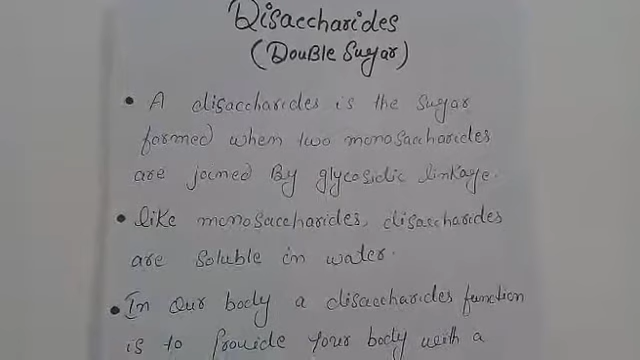 Disaccharides
(Double Sugar)
• A disaccharides is the sugar
formed when two monosaccharides
are joined By glycosidic linkage.
• like monosaccharides, disaccharides
are soluble in water.
• In Our body a disaccharides function
is to Provide your body with a